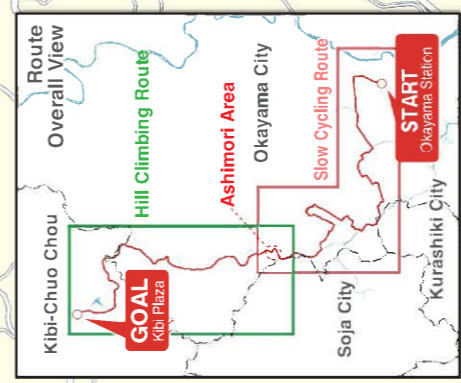 Route
Overall View
Kibi-Chuo Chou
Hill Climbing Route
GOAL
Kibi Plaza
Ashimori Area
Okayama City
Slow Cycling Route
START
Okayama Station
Soja City
Kurashiki City